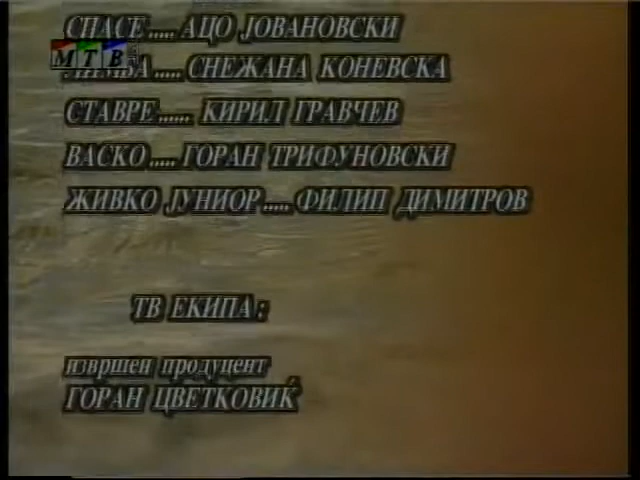 СПАСЕ.....АЦО ЈОВАНОВСКИ
МТВ
.....СНЕЖАНА КОНЕВСКА
СТАВРЕ......КИРИЛ ГРАВЧЕВ
ВАСКО.....ГОРАН ТРИФУНОВСКИ
ЖИВКО ЈУНИОР.....ФИЛИП ДИМИТРОВ
ТВ ЕКИПА:
извршен продуцент
ГОРАН ЦВЕТКОВИЌ